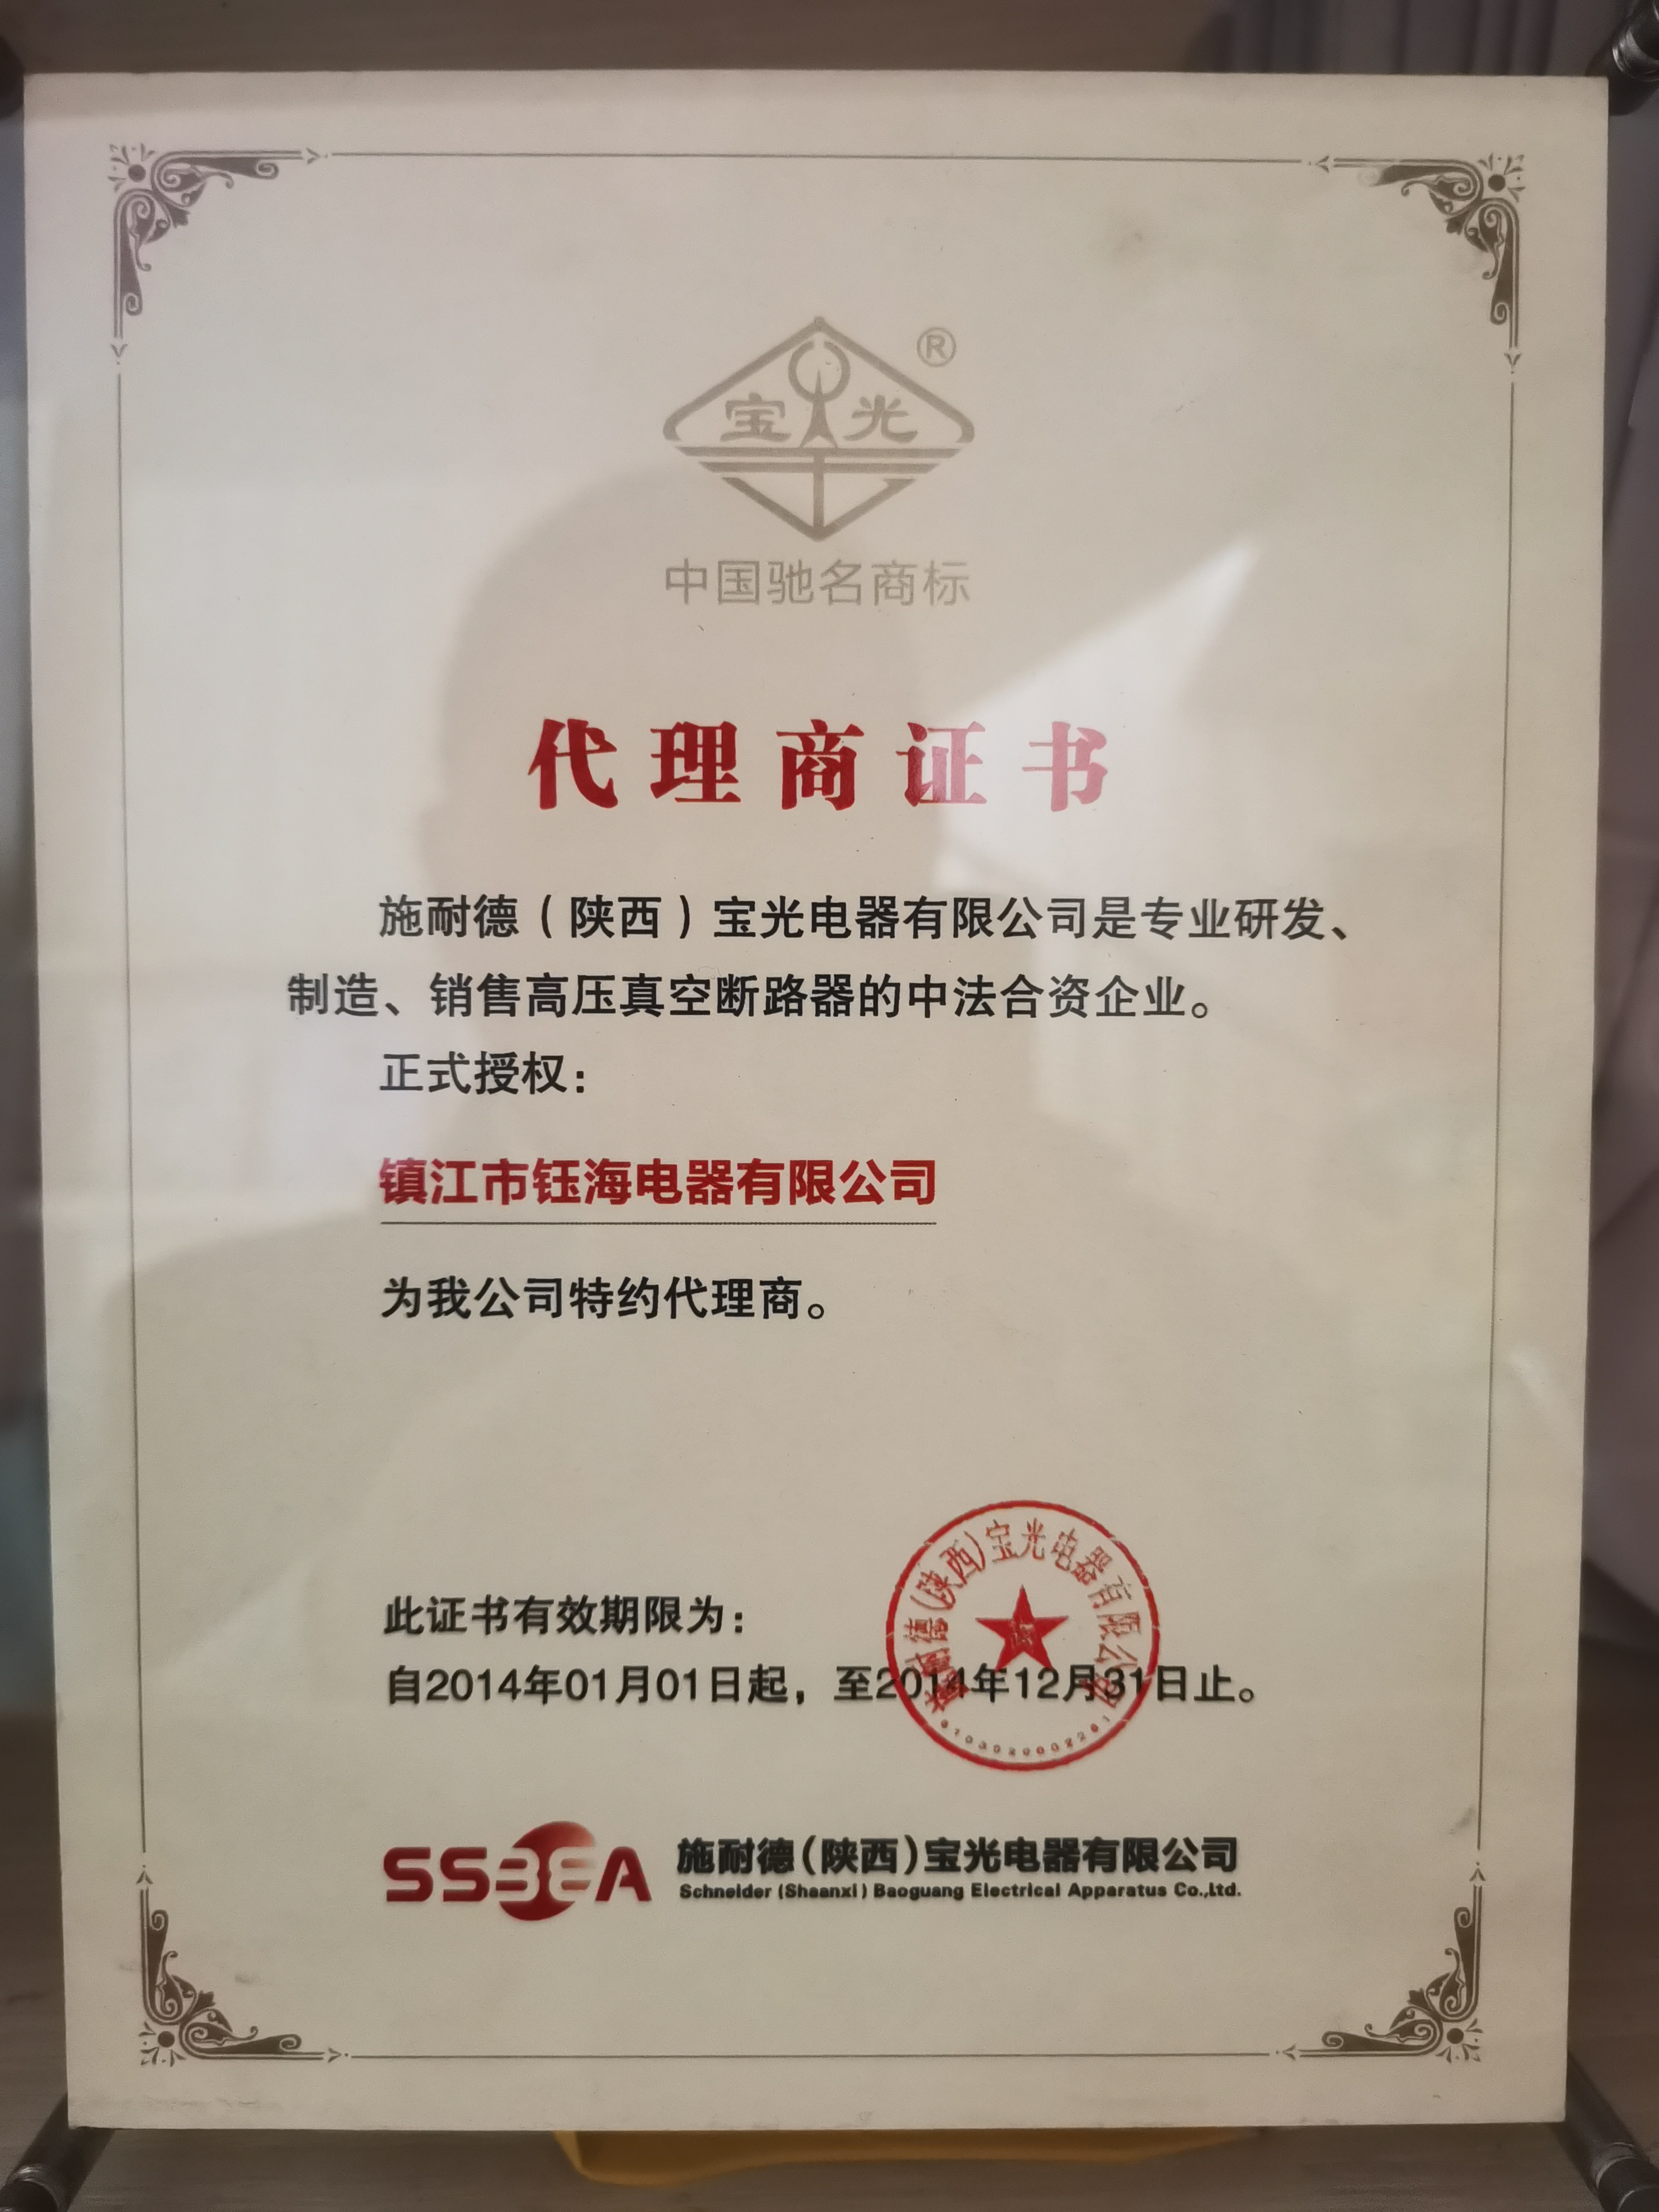 宝光®
中国驰名商标
代理商证书
施耐德（陕西）宝光电器有限公司是专业研发、
制造、销售高压真空断路器的中法合资企业。
正式授权：
镇江市钰海电器有限公司
为我公司特约代理商。
施耐德(陕西)宝光电器有限公司
此证书有效期限为：
自2014年01月01日起，至2014年12月31日止。
SSBEA
施耐德(陕西)宝光电器有限公司
Schneider (Shaanxi) Baoguang Electrical Apparatus Co.,Ltd.